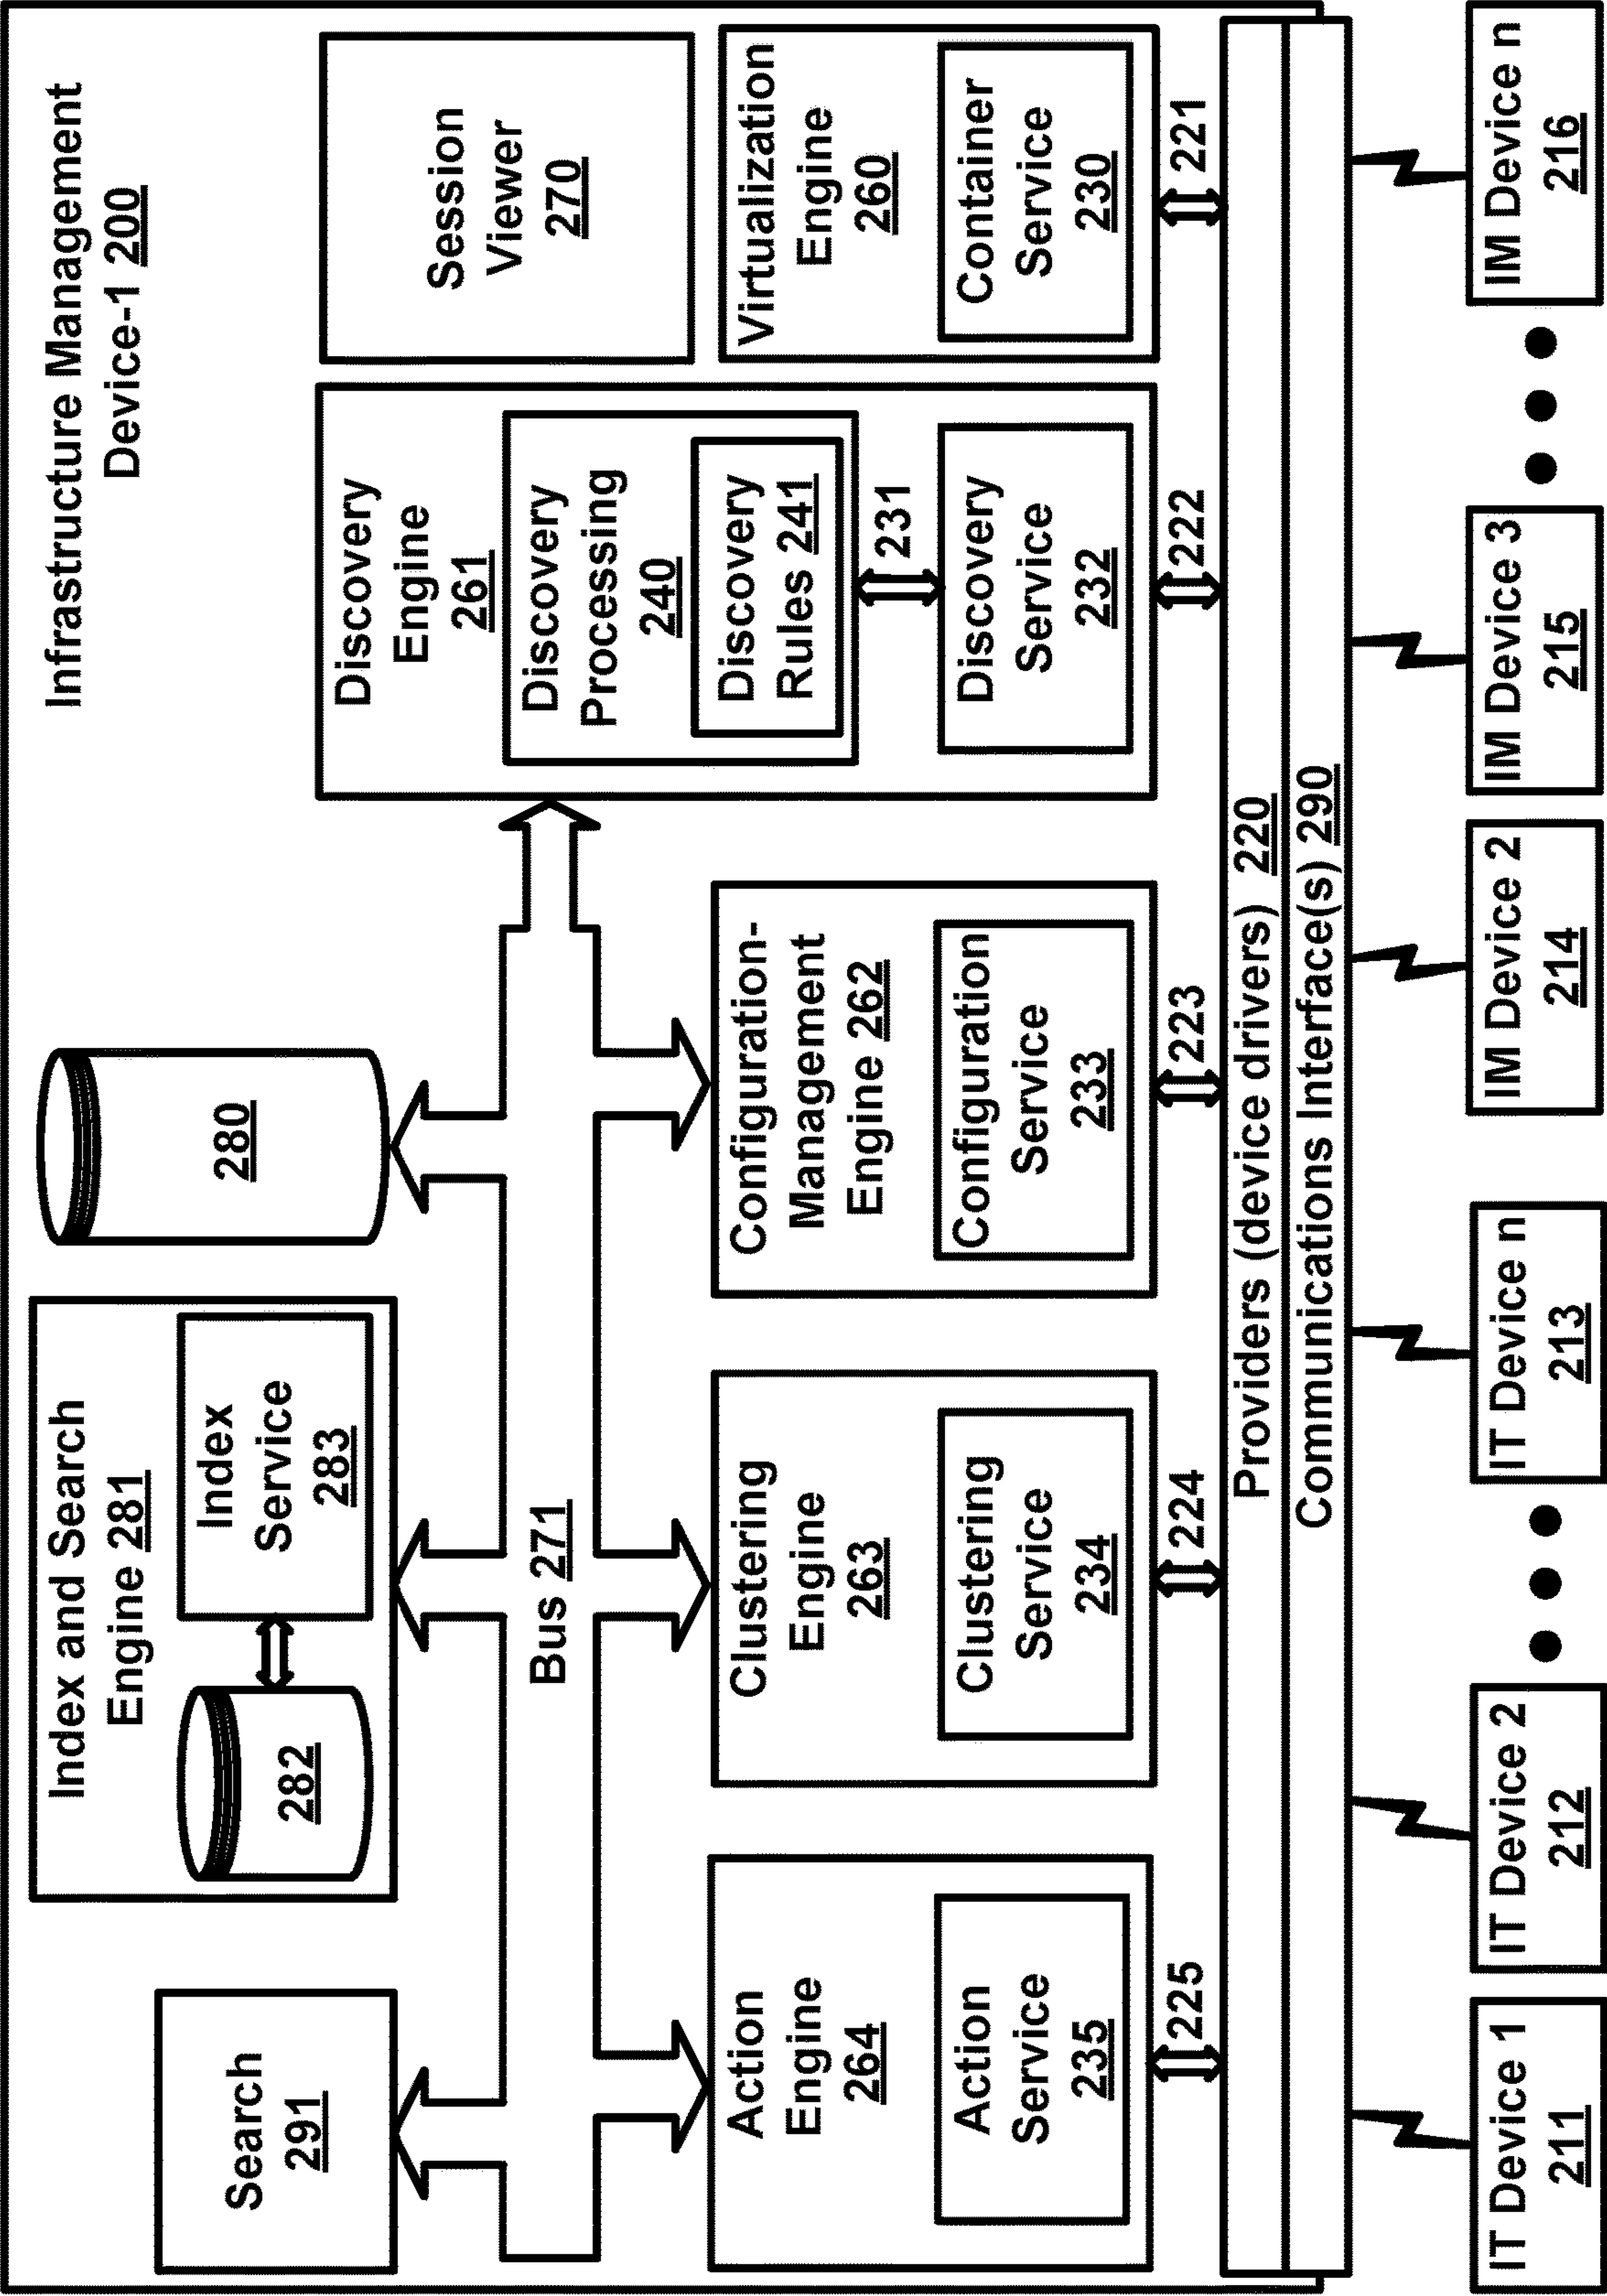 Infrastructure Management
Device-1 200
Search
291
Index and Search
Engine 281
282
Index
Service
283
280
Bus 271
Session
Viewer
270
Discovery
Engine
261
Discovery
Processing
240
Discovery
Rules 241
231
Discovery
Service
232
Virtualization
Engine
260
Container
Service
230
Action
Engine
264
Action
Service
235
Clustering
Engine
263
Clustering
Service
234
Configuration-
Management
Engine 262
Configuration
Service
233
225
224
223
222
221
Providers (device drivers) 220
Communications Interface(s) 290
IT Device 1
211
IT Device 2
212
IT Device n
213
IM Device 2
214
IM Device 3
215
IM Device n
216